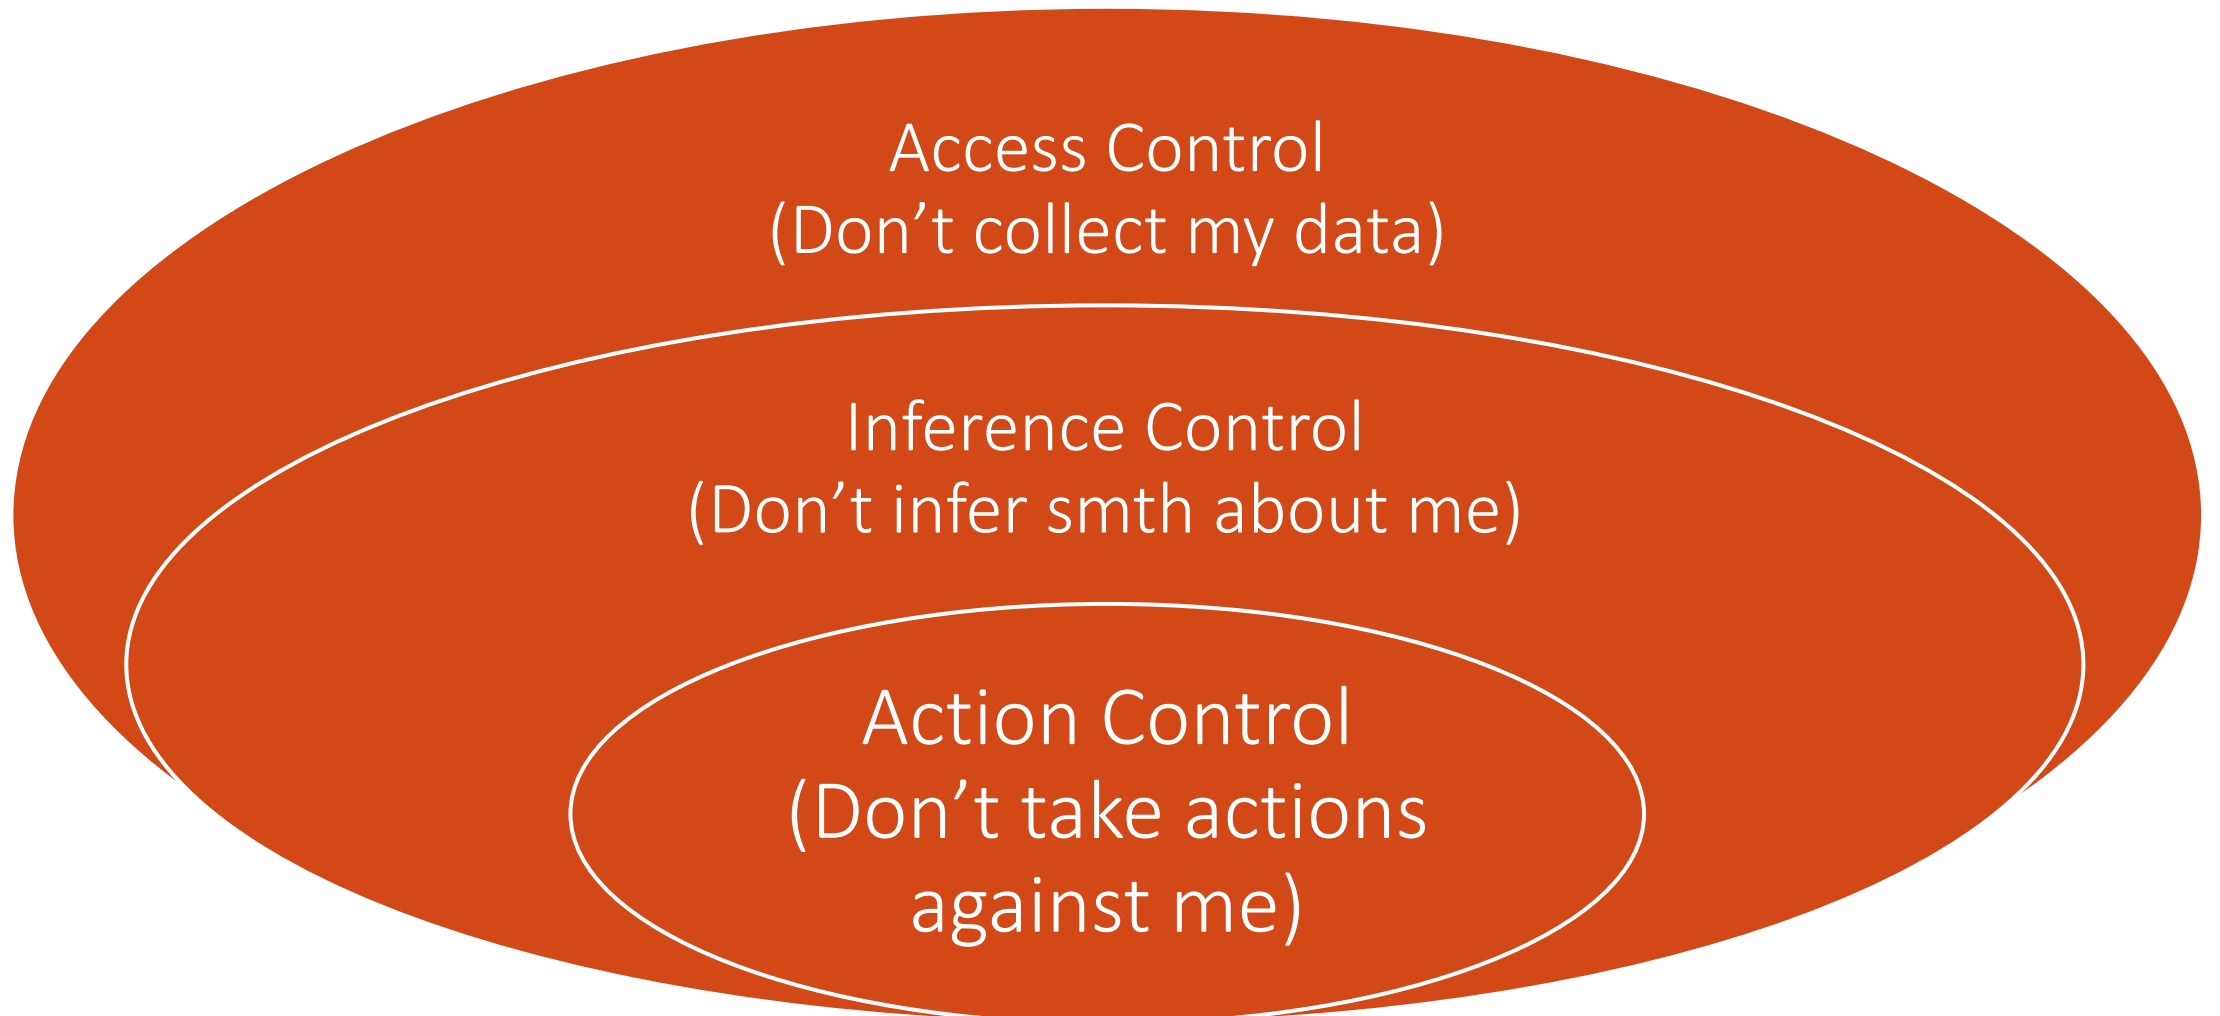 Access Control
(Don’t collect my data)
Inference Control
(Don’t infer smth about me)
Action Control
(Don’t take actions
against me)